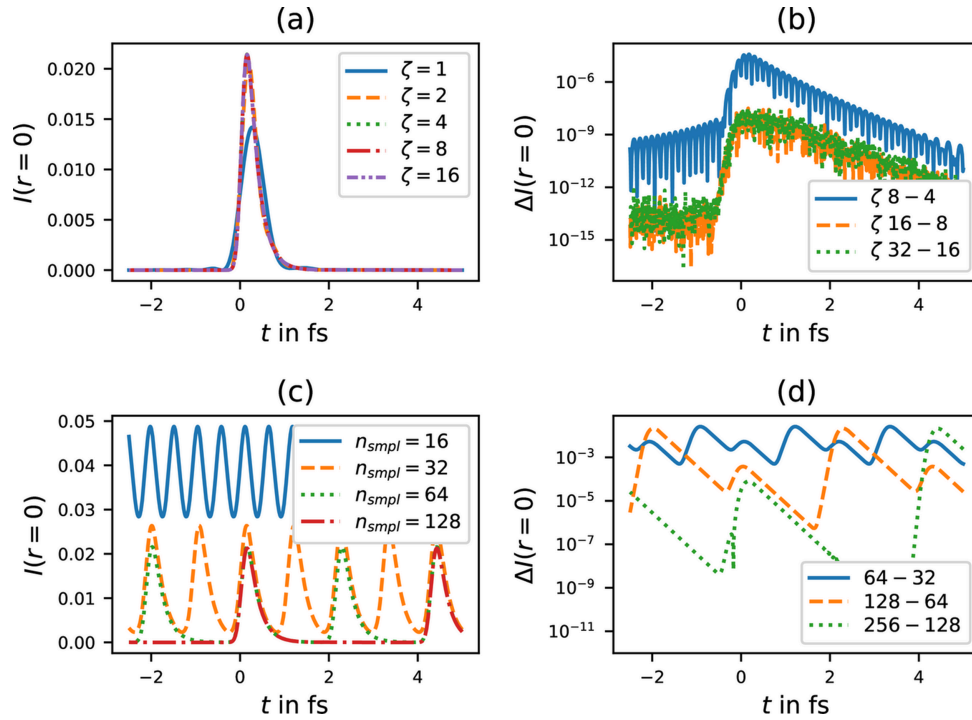 (a)
I(r = 0)
0.020
0.015
0.010
0.005
0.000
ζ = 1
ζ = 2
ζ = 4
ζ = 8
ζ = 16
−2
0
2
4
t in fs
(b)
ΔI(r = 0)
10⁻⁶
10⁻⁹
10⁻¹²
10⁻¹⁵
ζ 8 − 4
ζ 16 − 8
ζ 32 − 16
−2
0
2
4
t in fs
(c)
I(r = 0)
0.05
0.04
0.03
0.02
0.01
0.00
n_smpl = 16
n_smpl = 32
n_smpl = 64
n_smpl = 128
−2
0
2
4
t in fs
(d)
ΔI(r = 0)
10⁻³
10⁻⁵
10⁻⁷
10⁻⁹
10⁻¹¹
64 − 32
128 − 64
256 − 128
−2
0
2
4
t in fs